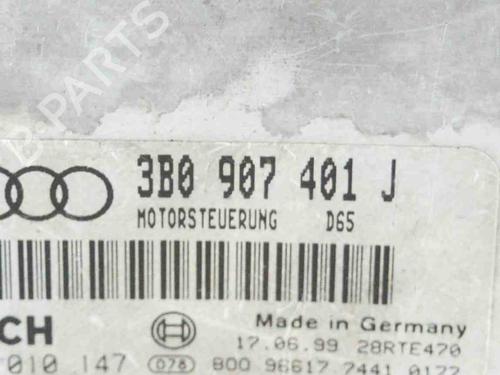 B-PARTS
3B0 907 401 J
MOTORSTEUERUNG D65
CH Made in Germany
17.06.99 28RTE470
010 147 078 800 96617 7441 0172